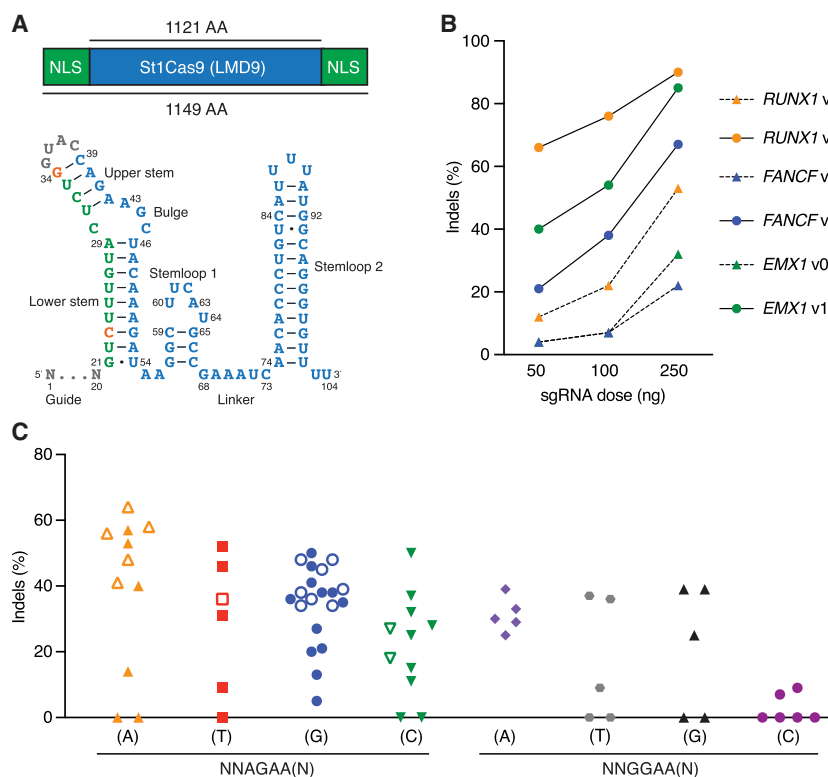 A
1121 AA
NLS
St1Cas9 (LMD9)
NLS
1149 AA
Upper stem
Bulge
Lower stem
Stemloop 1
Stemloop 2
Guide
Linker
5′ N...N
GAAAUC
UU 3′
1
20
21
29
34
39
43
46
54
59
60
63
64
65
68
73
74
84
92
104
B
Indels (%)
100
80
60
40
20
0
50
100
250
sgRNA dose (ng)
RUNX1 v
RUNX1 v
FANCF v
FANCF v
EMX1 v0
EMX1 v1
C
Indels (%)
80
60
40
20
0
(A) (T) (G) (C) (A) (T) (G) (C)
NNAGAA(N) NNGGAA(N)